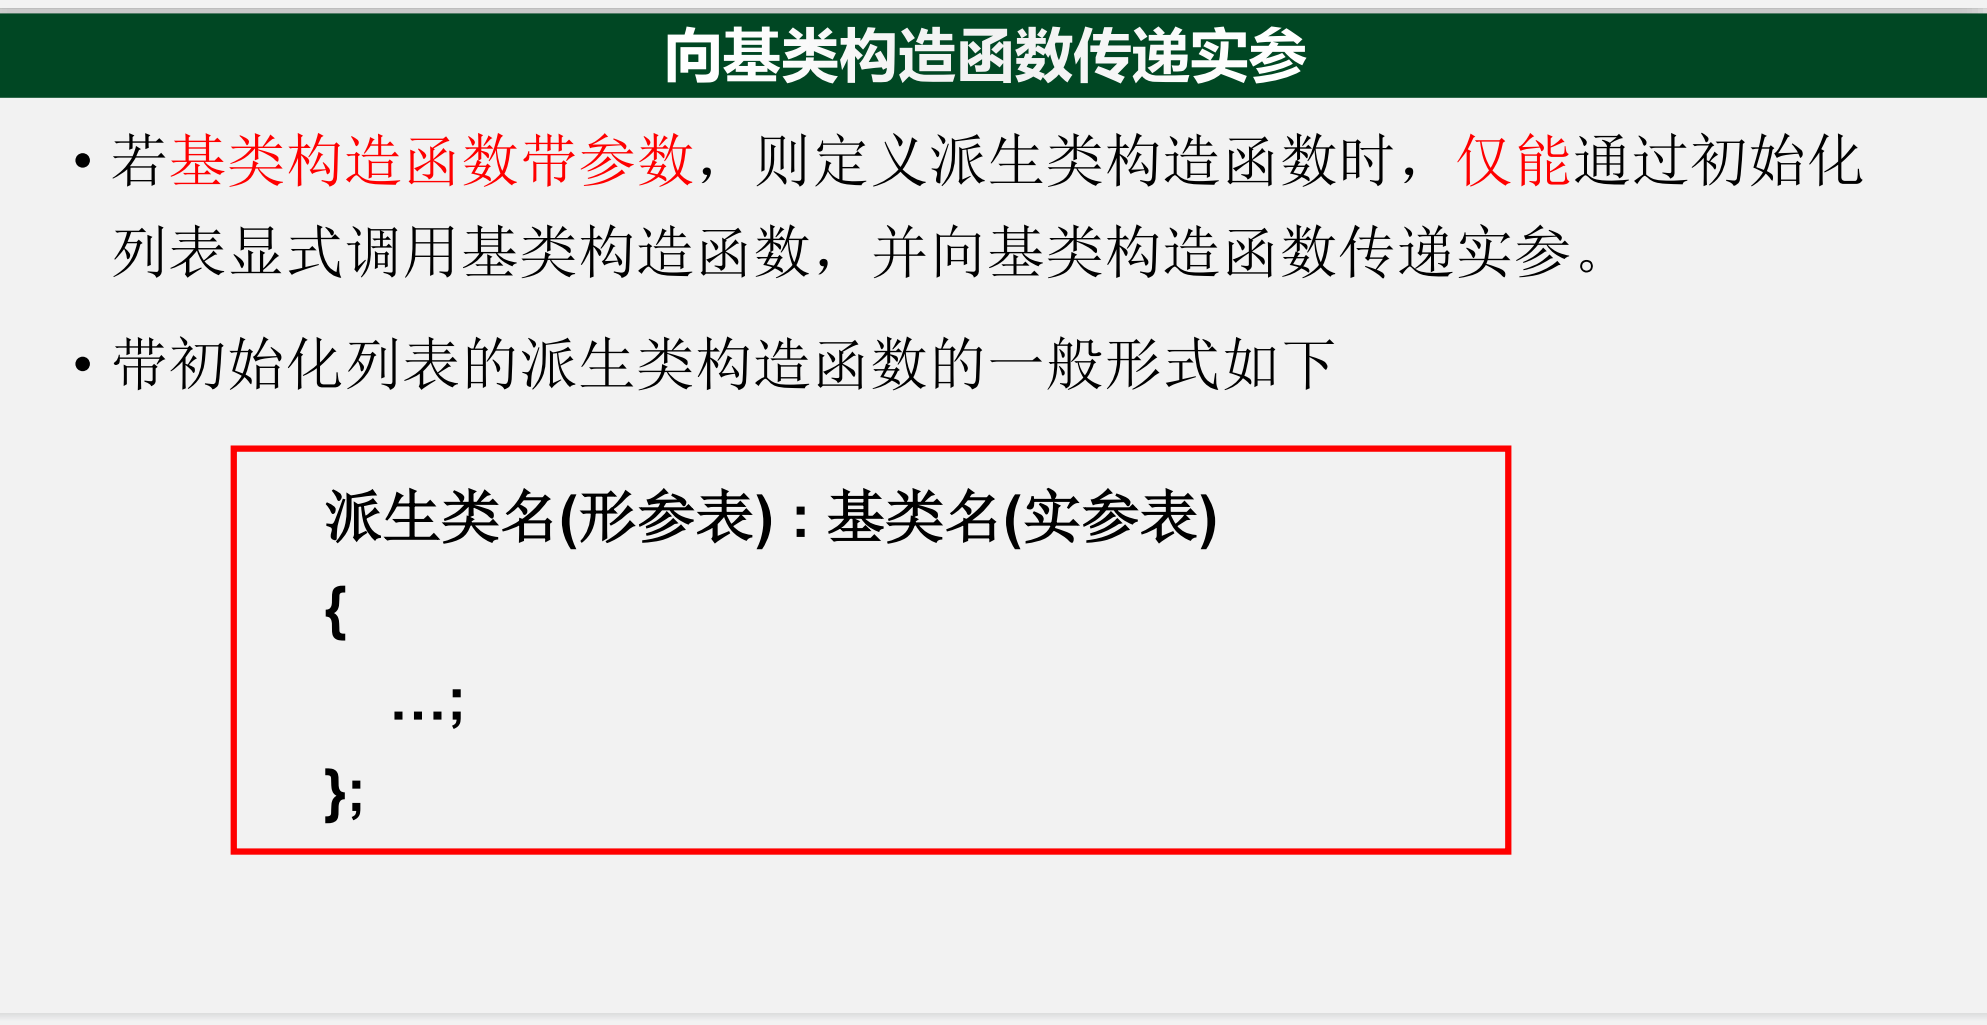 向基类构造函数传递实参
• 若基类构造函数带参数，则定义派生类构造函数时，仅能通过初始化
列表显式调用基类构造函数，并向基类构造函数传递实参。
• 带初始化列表的派生类构造函数的一般形式如下
派生类名(形参表) : 基类名(实参表)
{
…;
};